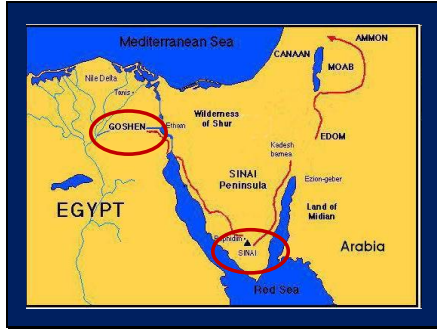 Mediterranean Sea
AMMON
CANAAN
MOAB
Nile Delta
Tanis
Wilderness
of Shur
GOSHEN
Etham
EDOM
Kadesh
barnea
SINAI
Peninsula
Ezion-geber
EGYPT
Land of
Midian
Rephidim
SINAI
Arabia
Red Sea